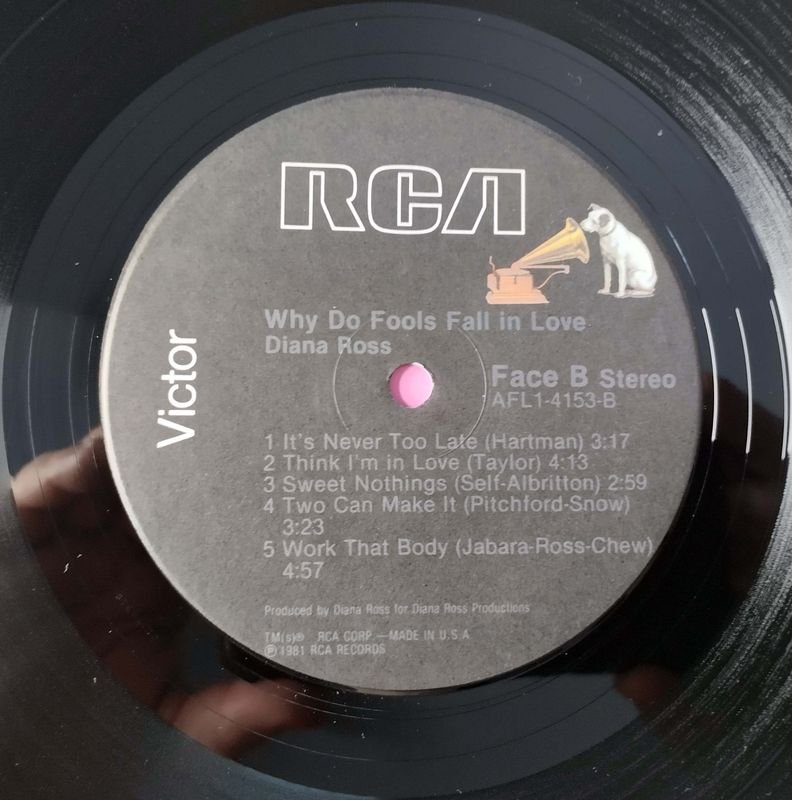 RCA
Victor
Why Do Fools Fall in Love
Diana Ross
Face B Stereo
AFL1-4153-B
1 It's Never Too Late (Hartman) 3:17
2 Think I'm in Love (Taylor) 4:13
3 Sweet Nothings (Self-Albritton) 2:59
4 Two Can Make It (Pitchford-Snow)
3:23
5 Work That Body (Jabara-Ross-Chew)
4:57
Produced by Diana Ross for Diana Ross Productions
TM(s)® RCA CORP.—MADE IN U.S.A
℗1981 RCA RECORDS